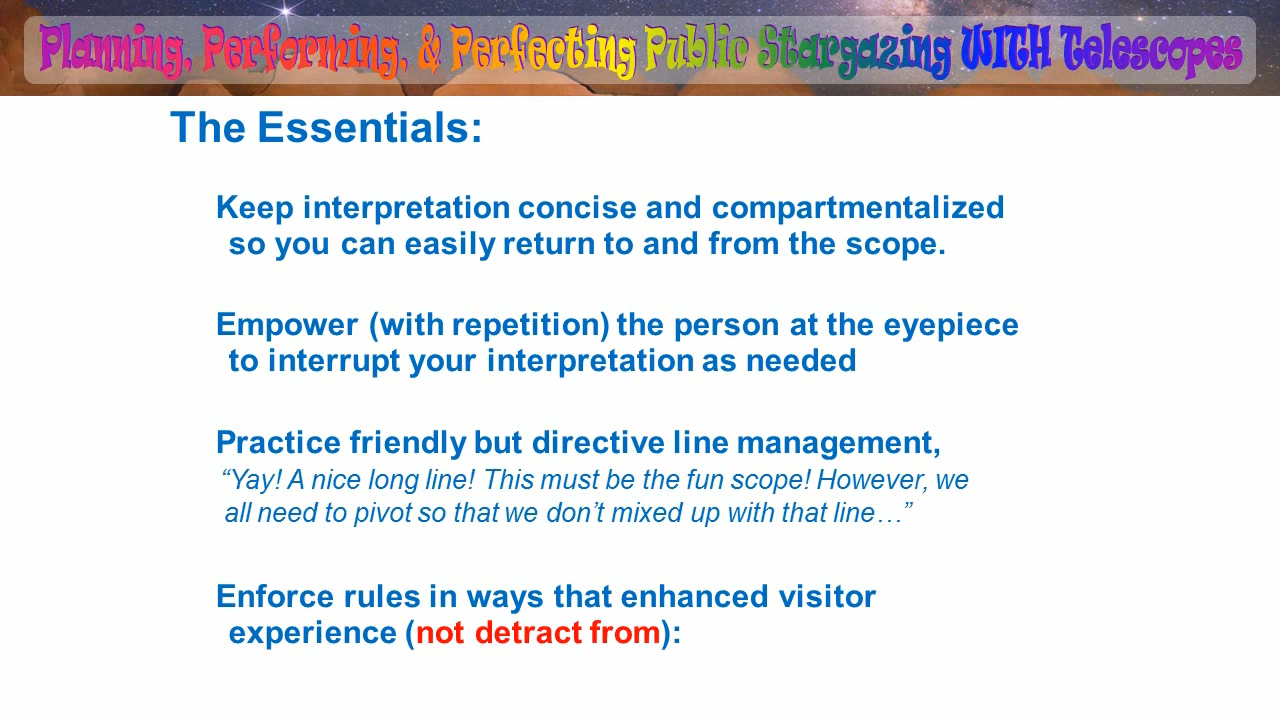 Planning, Performing, & Perfecting Public Stargazing WITH Telescopes
The Essentials:
Keep interpretation concise and compartmentalized
so you can easily return to and from the scope.
Empower (with repetition) the person at the eyepiece
to interrupt your interpretation as needed
Practice friendly but directive line management,
“Yay! A nice long line! This must be the fun scope! However, we
all need to pivot so that we don’t mixed up with that line…”
Enforce rules in ways that enhanced visitor
experience (not detract from):